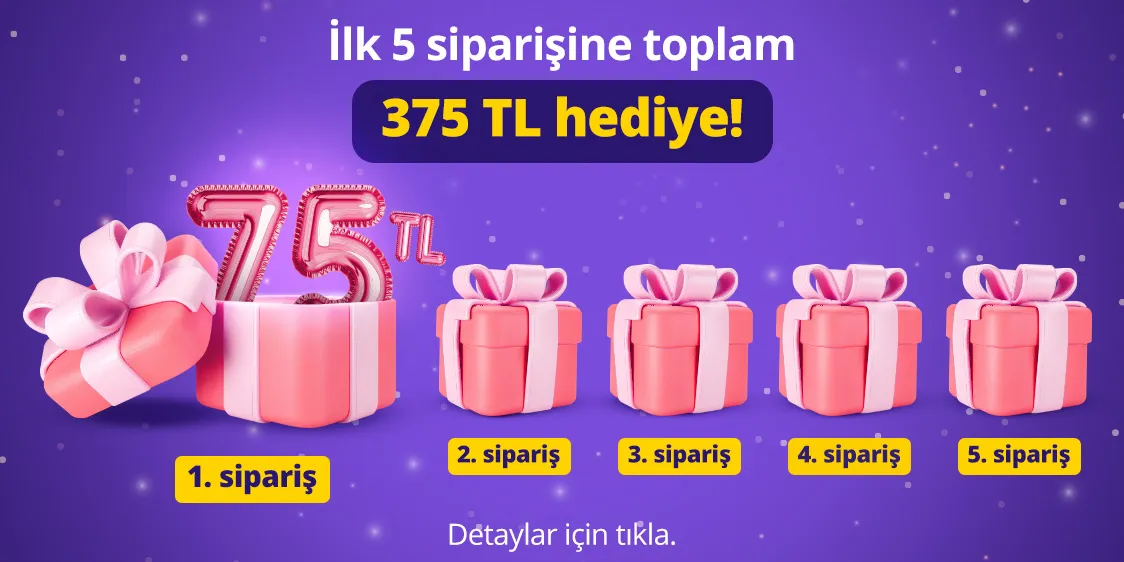 İlk 5 siparişine toplam
375 TL hediye!
75 TL
1. sipariş
2. sipariş
3. sipariş
4. sipariş
5. sipariş
Detaylar için tıkla.